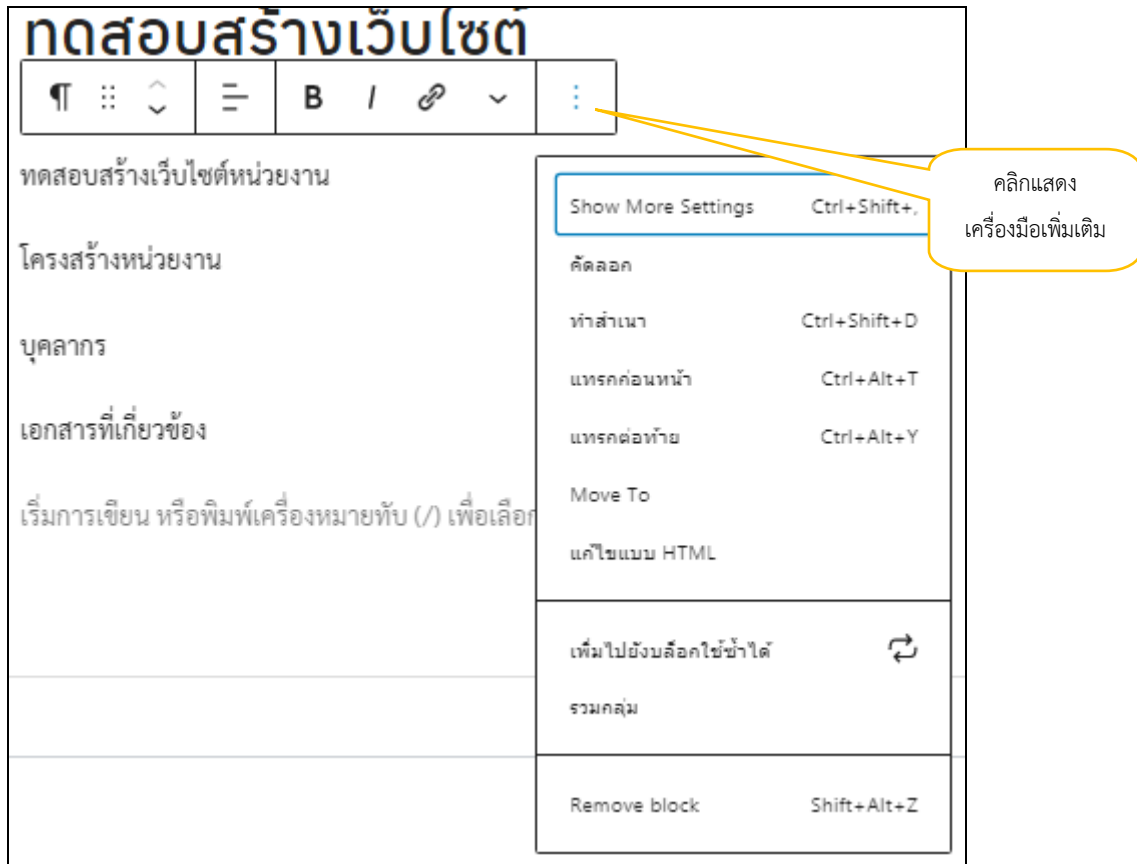 ทดสอบสร้างเว็บไซต์
¶ B I
ทดสอบสร้างเว็บไซต์หน่วยงาน
โครงสร้างหน่วยงาน
บุคลากร
เอกสารที่เกี่ยวข้อง
เริ่มการเขียน หรือพิมพ์เครื่องหมายทับ (/) เพื่อเลือก
Show More Settings Ctrl+Shift+,
คัดลอก
ทำสำเนา Ctrl+Shift+D
แทรกก่อนหน้า Ctrl+Alt+T
แทรกต่อท้าย Ctrl+Alt+Y
Move To
แก้ไขแบบ HTML
เพิ่มไปยังบล็อกใช้ซ้ำได้
รวมกลุ่ม
Remove block Shift+Alt+Z
คลิกแสดง
เครื่องมือเพิ่มเติม